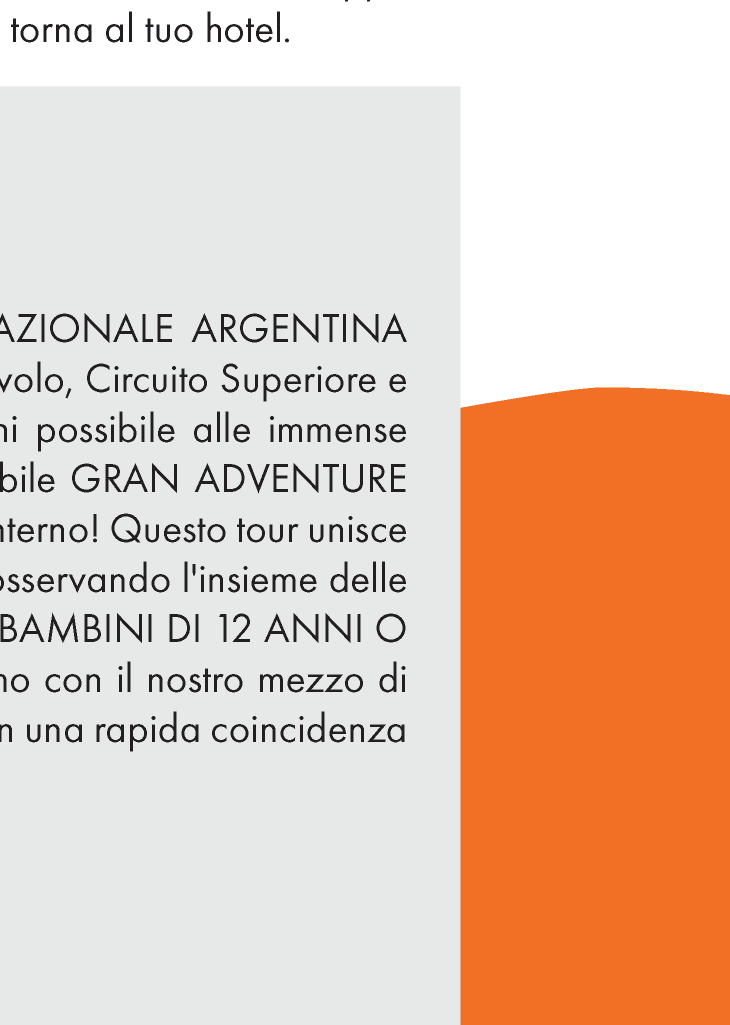 torna al tuo hotel.
AZIONALE ARGENTINA
volo, Circuito Superiore e
ni possibile alle immense
bile GRAN ADVENTURE
nterno! Questo tour unisce
osservando l'insieme delle
BAMBINI DI 12 ANNI O
no con il nostro mezzo di
n una rapida coincidenza